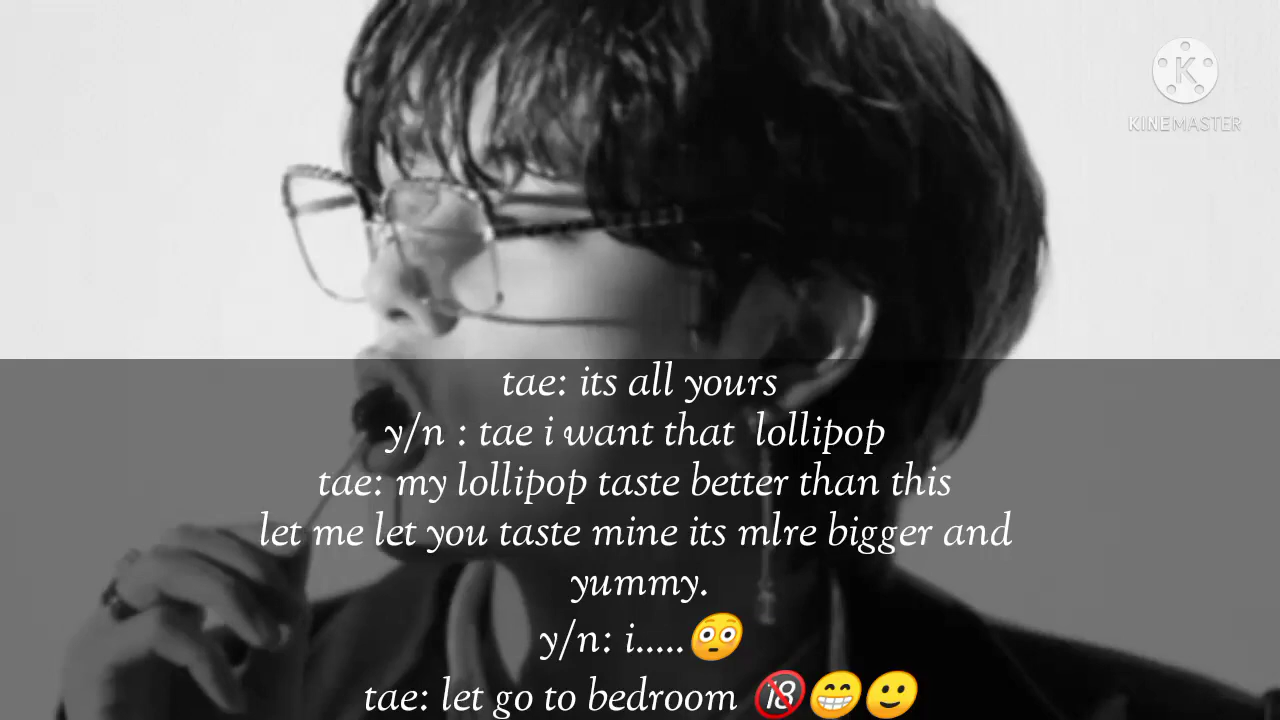 KINEMASTER
tae: its all yours
y/n : tae i want that lollipop
tae: my lollipop taste better than this
let me let you taste mine its mlre bigger and
yummy.
y/n: i.....😳
tae: let go to bedroom 🔞😁🙂